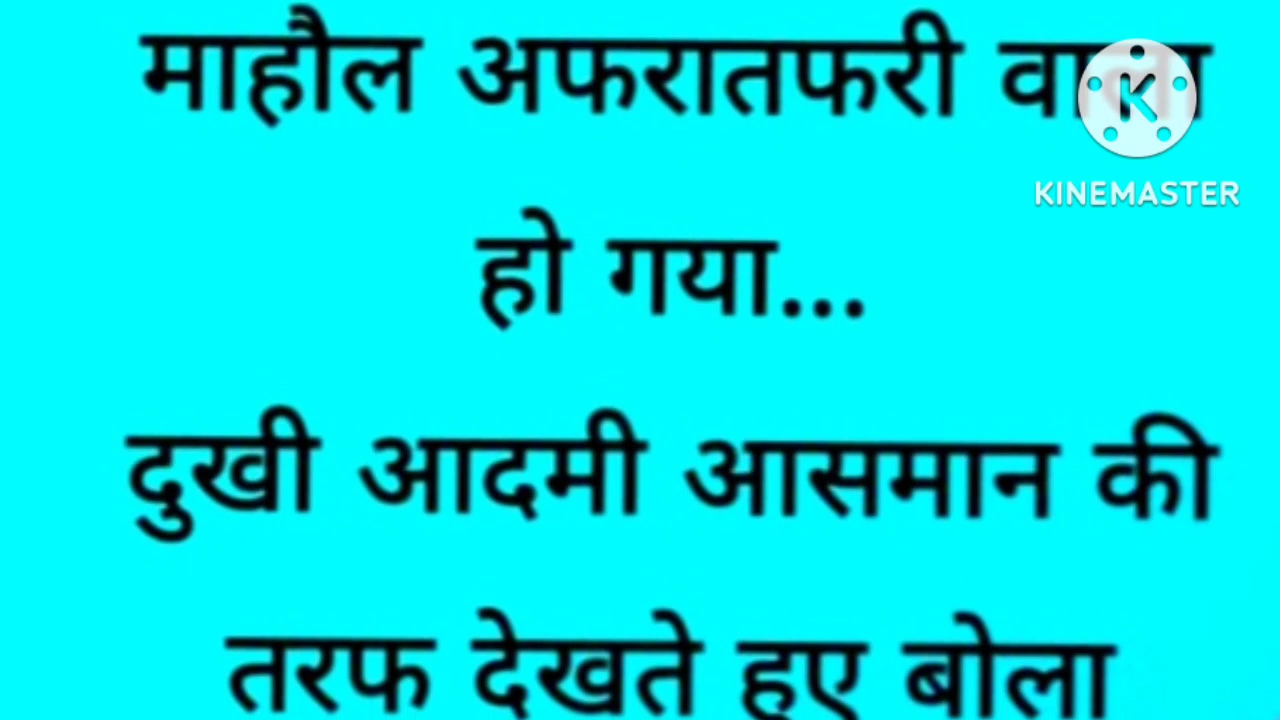 माहौल अफरातफरी वाला
KINEMASTER
हो गया...
दुखी आदमी आसमान की
तरफ देखते हुए बोला